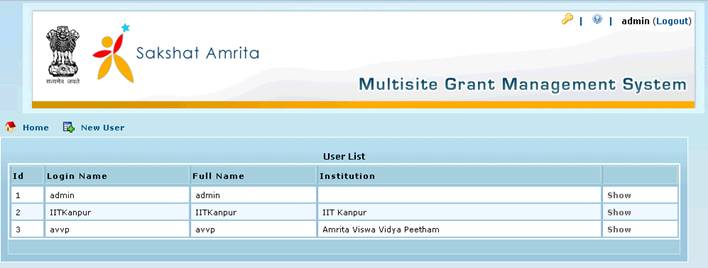 admin (Logout)
सत्यमेव जयते
Sakshat Amrita
Multisite Grant Management System
Home New User
User List
Id Login Name Full Name Institution
1 admin admin Show
2 IITKanpur IITKanpur IIT Kanpur Show
3 avvp avvp Amrita Viswa Vidya Peetham Show